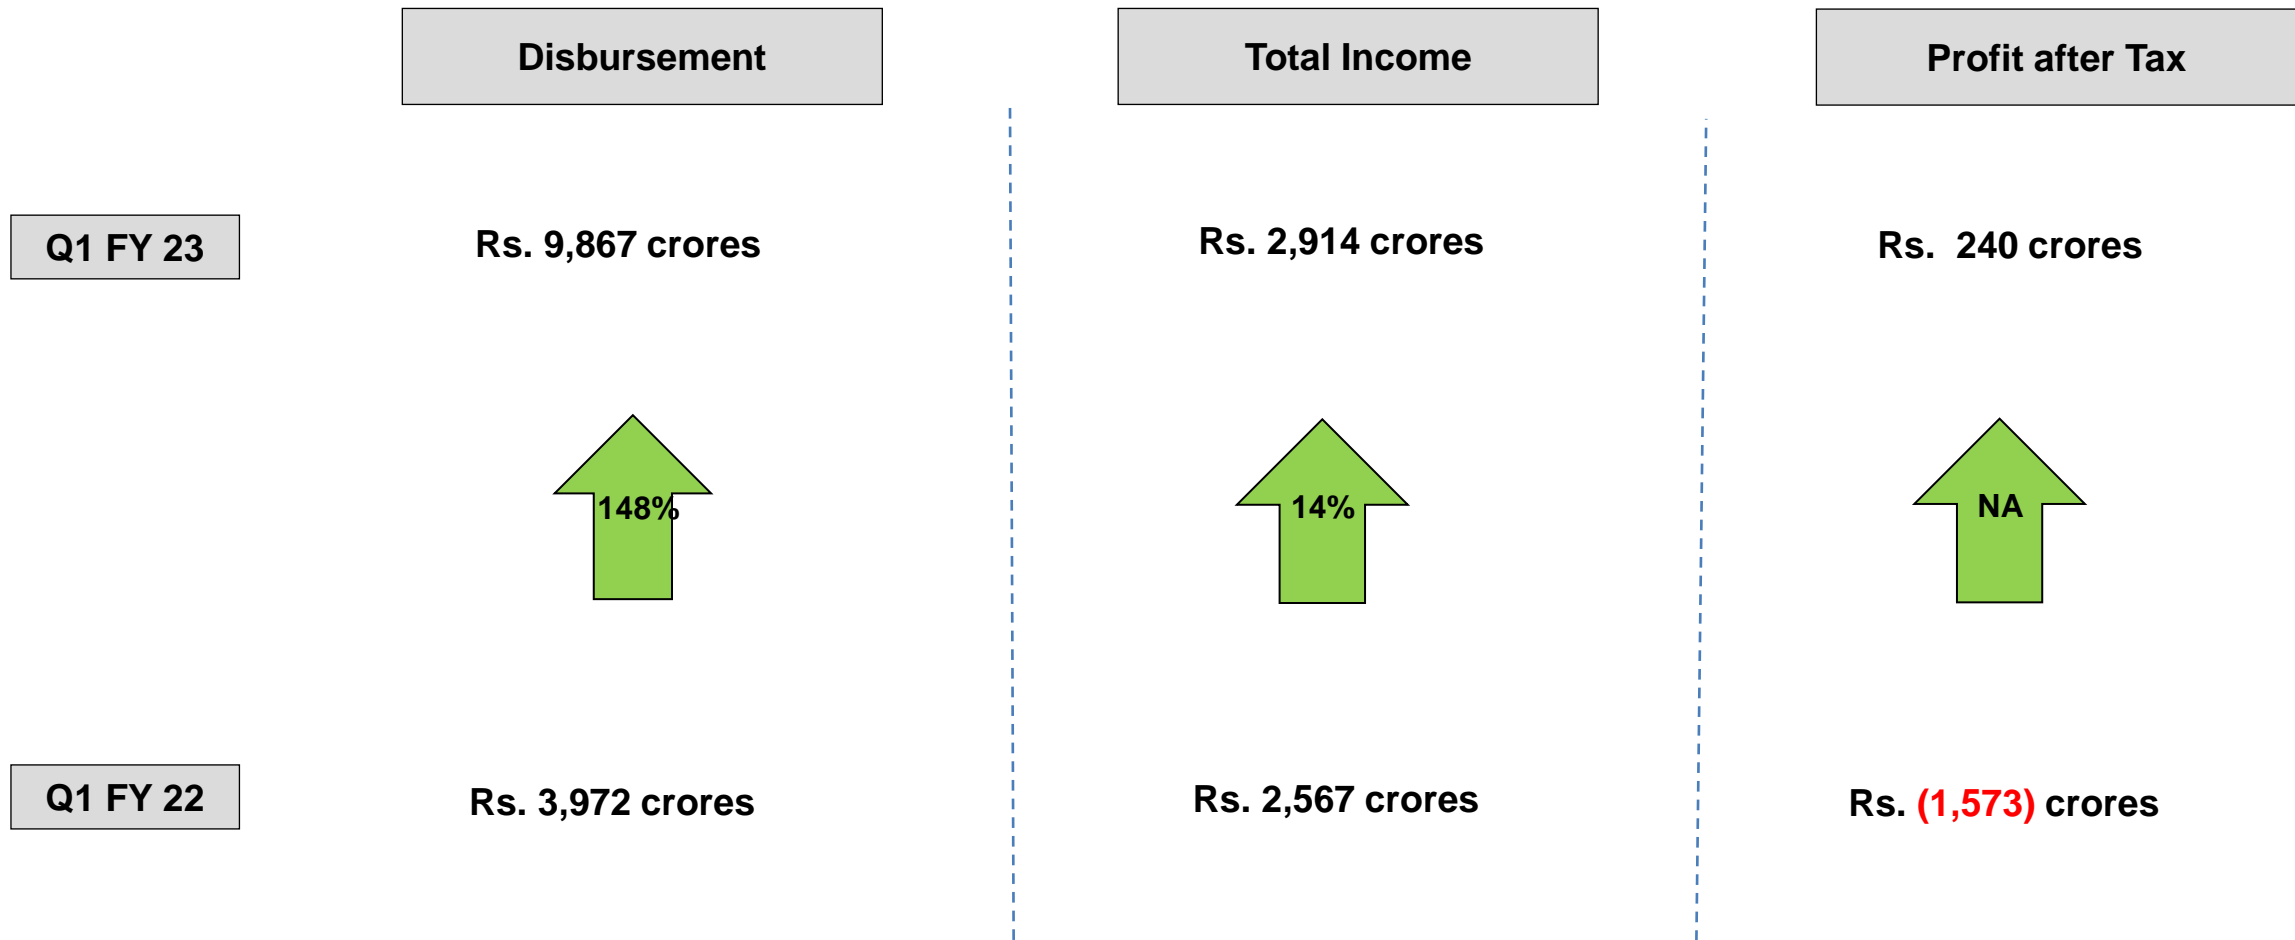 Disbursement
Total Income
Profit after Tax
Q1 FY 23
Rs. 9,867 crores
Rs. 2,914 crores
Rs.  240 crores
148%
14%
NA
Q1 FY 22
Rs. 3,972 crores
Rs. 2,567 crores
Rs. (1,573) crores